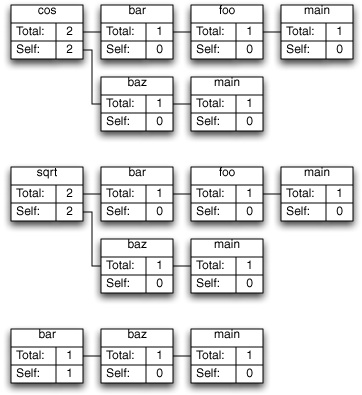 cos bar foo main
Total: 2 Total: 1 Total: 1 Total: 1
Self: 2 Self: 0 Self: 0 Self: 0
baz main
Total: 1 Total: 1
Self: 0 Self: 0
sqrt bar foo main
Total: 2 Total: 1 Total: 1 Total: 1
Self: 2 Self: 0 Self: 0 Self: 0
baz main
Total: 1 Total: 1
Self: 0 Self: 0
bar baz main
Total: 1 Total: 1 Total: 1
Self: 1 Self: 0 Self: 0